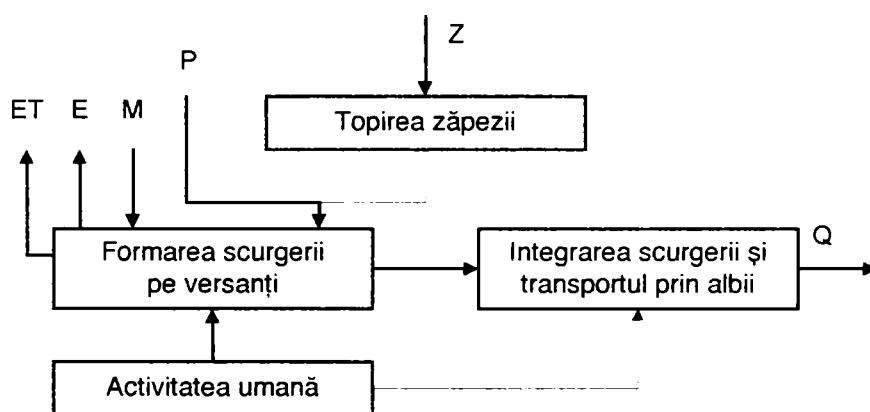 Z
P
ET E M
Topirea zăpezii
Formarea scurgerii
pe versanți
Integrarea scurgerii și
transportul prin albii
Q
Activitatea umană